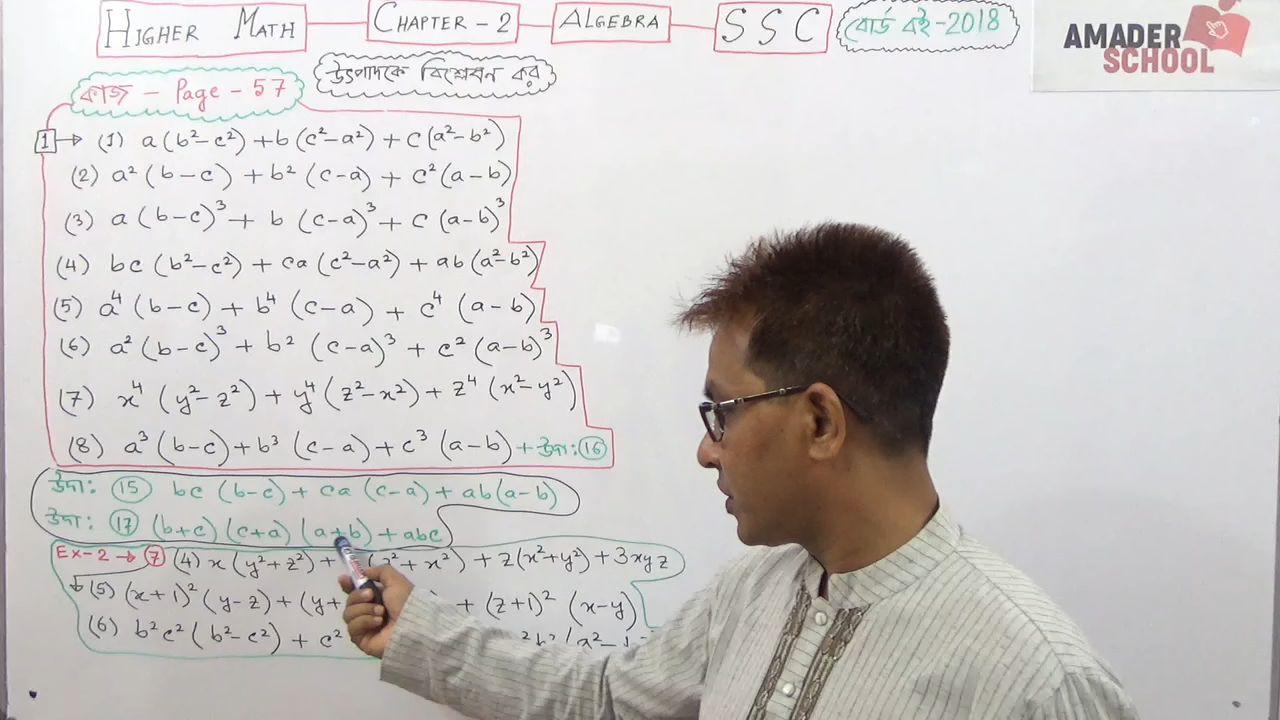 HIGHER MATH CHAPTER - 2 ALGEBRA SSC বোর্ড বই-2018
AMADER
SCHOOL
কাজ - Page - 57 উৎপাদকে বিশ্লেষণ কর
1 → (1) a(b²-c²)+b(c²-a²)+c(a²-b²)
(2) a²(b-c)+b²(c-a)+c²(a-b)
(3) a(b-c)³+b(c-a)³+c(a-b)³
(4) bc(b²-c²)+ca(c²-a²)+ab(a²-b²)
(5) a⁴(b-c)+b⁴(c-a)+c⁴(a-b)
(6) a²(b-c)³+b²(c-a)³+c²(a-b)³
(7) x⁴(y²-z²)+y⁴(z²-x²)+z⁴(x²-y²)
(8) a³(b-c)+b³(c-a)+c³(a-b)+উদা: 16
উদা: 15 bc(b-c)+ca(c-a)+ab(a-b)
উদা: 17 (b+c)(c+a)(a+b)+abc
Ex-2 → 7 (4) x(y²+z²)+ +x²)+z(x²+y²)+3xyz
(5) (x+1)²(y-z)+(y+ +(z+1)²(x-y)
(6) b²c²(b²-c²)+c²